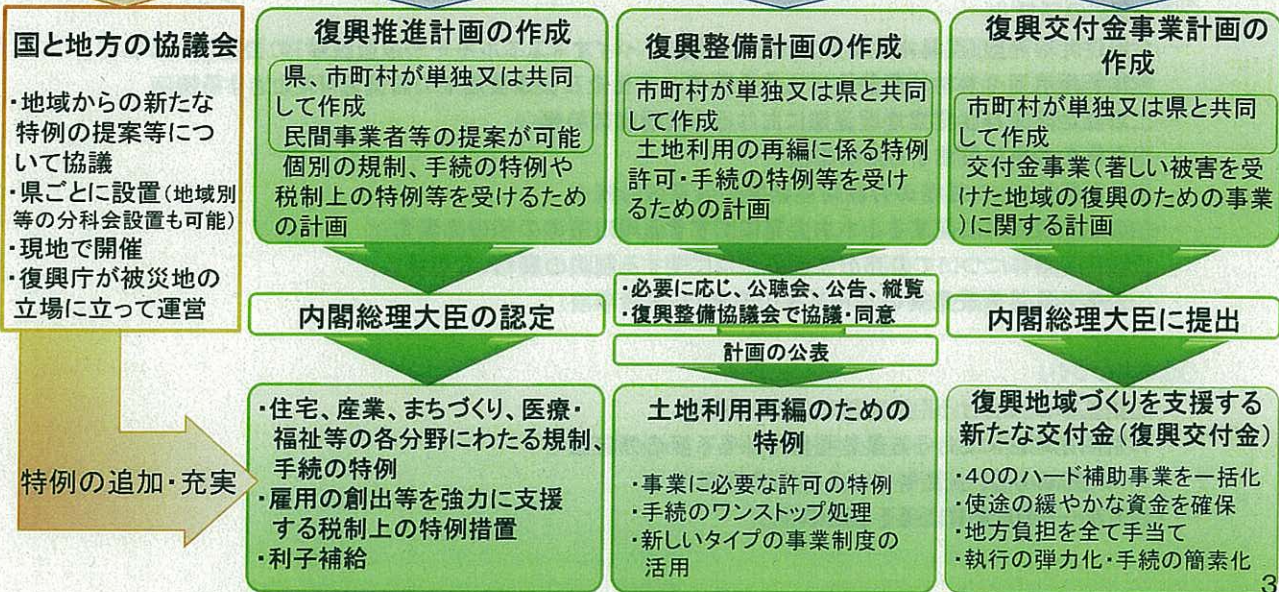 国と地方の協議会
・地域からの新たな
特例の提案等につ
いて協議
・県ごとに設置(地域別
等の分科会設置も可能)
・現地で開催
・復興庁が被災地の
立場に立って運営
特例の追加・充実
復興推進計画の作成
県、市町村が単独又は共同
して作成
民間事業者等の提案が可能
個別の規制、手続の特例や
税制上の特例等を受けるため
の計画
内閣総理大臣の認定
・住宅、産業、まちづくり、医療・
福祉等の各分野にわたる規制、
手続の特例
・雇用の創出等を強力に支援
する税制上の特例措置
・利子補給
復興整備計画の作成
市町村が単独又は県と共同
して作成
土地利用の再編に係る特例
許可・手続の特例等を受け
るための計画
・必要に応じ、公聴会、公告、縦覧
・復興整備協議会で協議・同意
計画の公表
土地利用再編のための
特例
・事業に必要な許可の特例
・手続のワンストップ処理
・新しいタイプの事業制度の
活用
復興交付金事業計画の
作成
市町村が単独又は県と共同
して作成
交付金事業(著しい被害を受
けた地域の復興のための事業
)に関する計画
内閣総理大臣に提出
復興地域づくりを支援する
新たな交付金(復興交付金)
・40のハード補助事業を一括化
・使途の緩やかな資金を確保
・地方負担を全て手当て
・執行の弾力化・手続の簡素化
3